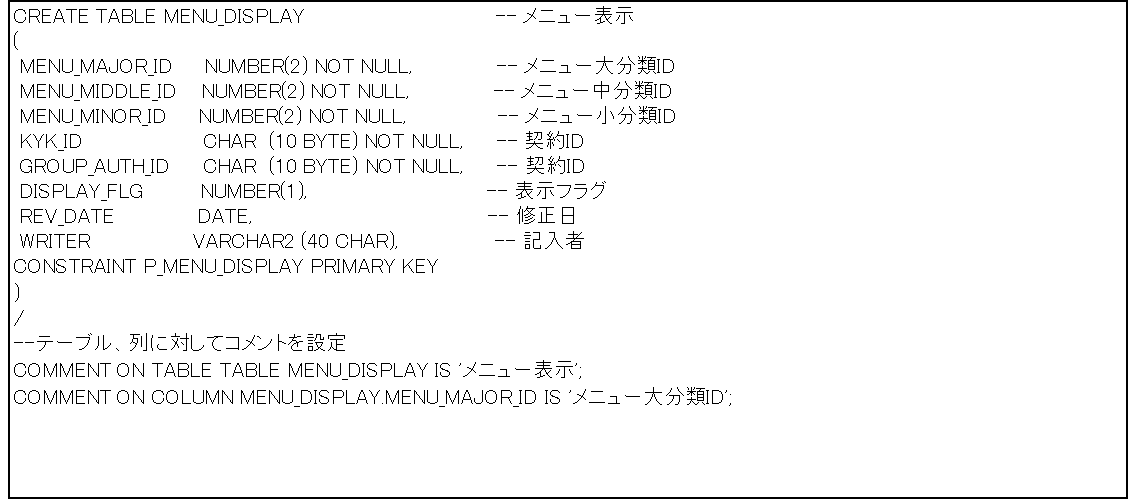 CREATE TABLE MENU_DISPLAY -- メニュー表示
(
MENU_MAJOR_ID NUMBER(2) NOT NULL, -- メニュー大分類ID
MENU_MIDDLE_ID NUMBER(2) NOT NULL, -- メニュー中分類ID
MENU_MINOR_ID NUMBER(2) NOT NULL, -- メニュー小分類ID
KYK_ID CHAR (10 BYTE) NOT NULL, -- 契約ID
GROUP_AUTH_ID CHAR (10 BYTE) NOT NULL, -- 契約ID
DISPLAY_FLG NUMBER(1), -- 表示フラグ
REV_DATE DATE, -- 修正日
WRITER VARCHAR2 (40 CHAR), -- 記入者
CONSTRAINT P_MENU_DISPLAY PRIMARY KEY
)
/
--テーブル、列に対してコメントを設定
COMMENT ON TABLE TABLE MENU_DISPLAY IS 'メニュー表示';
COMMENT ON COLUMN MENU_DISPLAY.MENU_MAJOR_ID IS 'メニュー大分類ID';